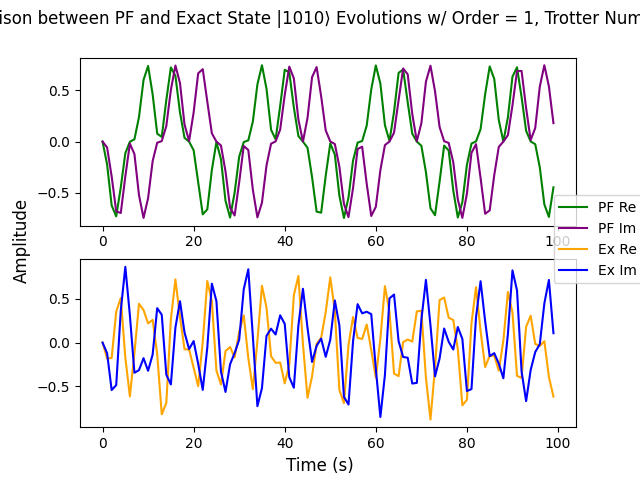 ison between PF and Exact State |1010⟩ Evolutions w/ Order = 1, Trotter Num
Amplitude
0.5
0.0
−0.5
0 20 40 60 80 100
PF Re
PF Im
Ex Re
Ex Im
0.5
0.0
−0.5
0 20 40 60 80 100
Time (s)